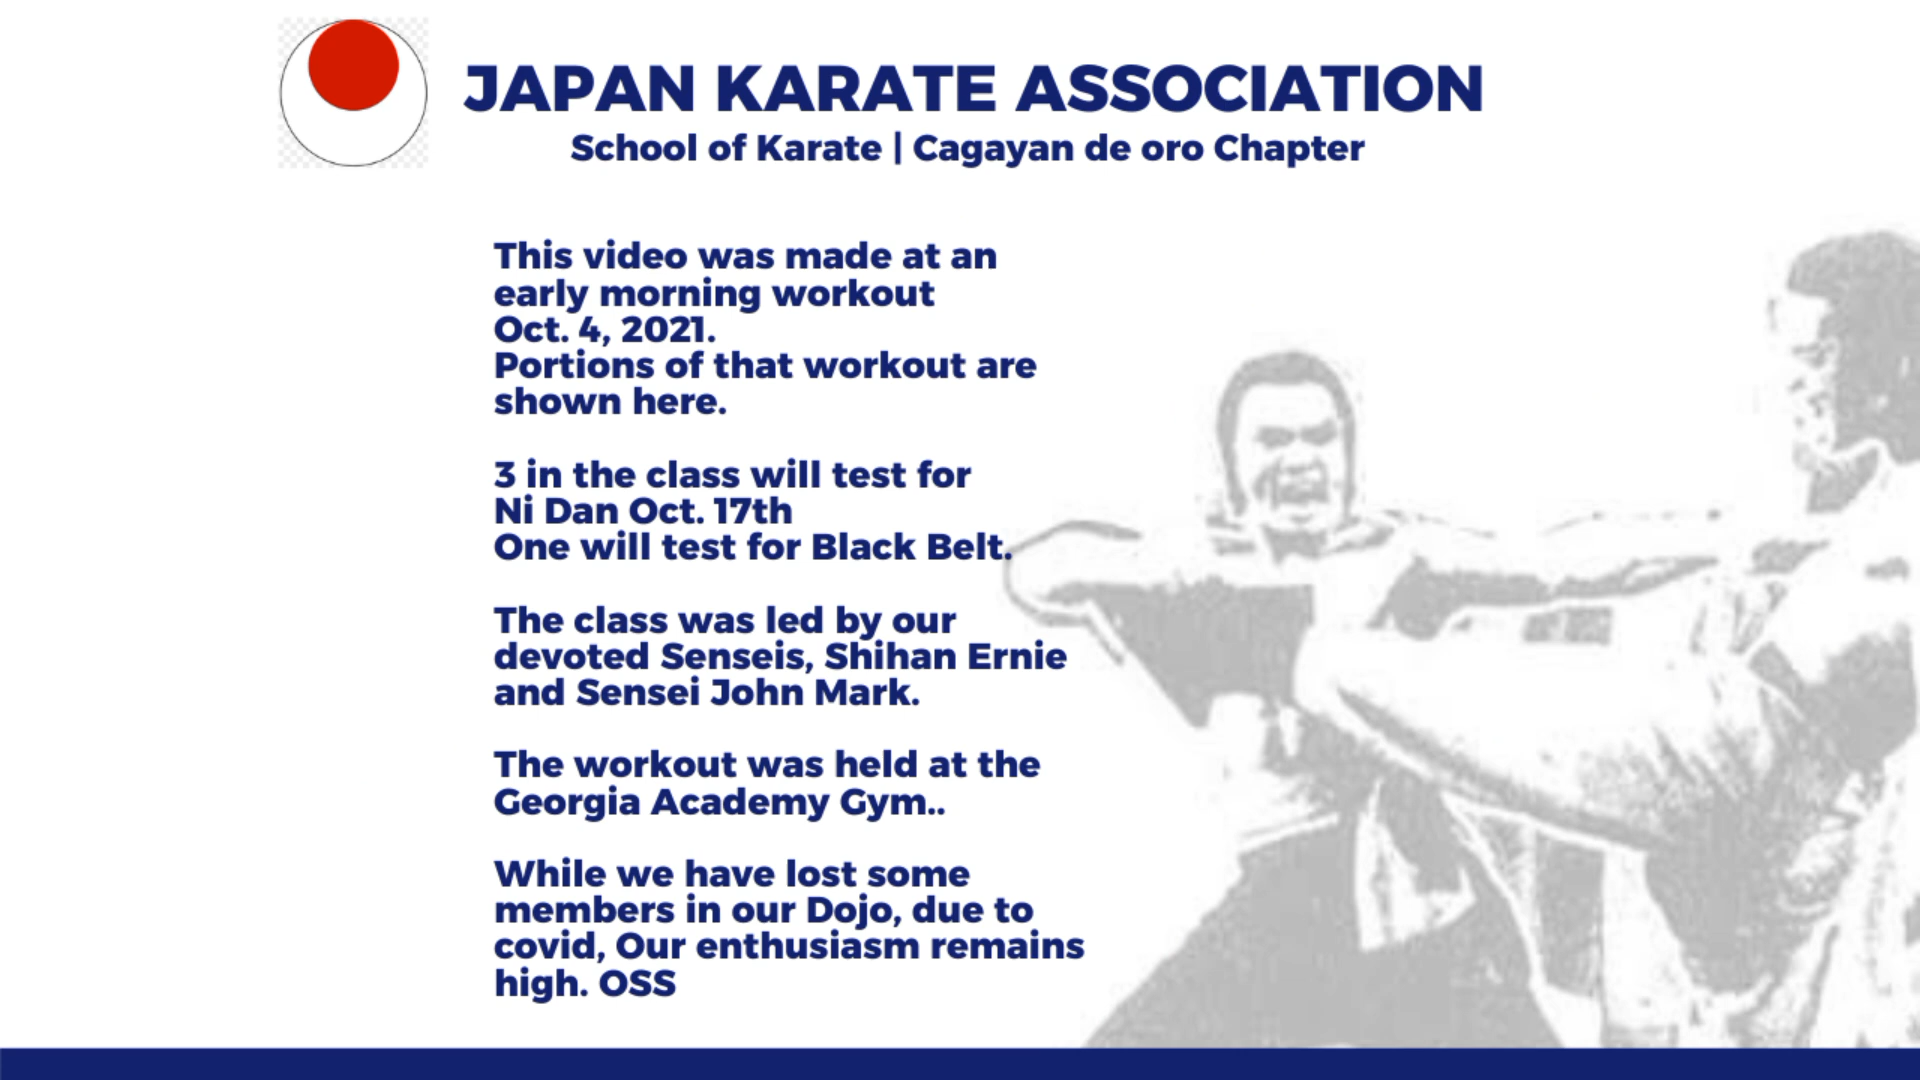 JAPAN KARATE ASSOCIATION
School of Karate | Cagayan de oro Chapter
This video was made at an
early morning workout
Oct. 4, 2021.
Portions of that workout are
shown here.
3 in the class will test for
Ni Dan Oct. 17th
One will test for Black Belt.
The class was led by our
devoted Senseis, Shihan Ernie
and Sensei John Mark.
The workout was held at the
Georgia Academy Gym..
While we have lost some
members in our Dojo, due to
covid, Our enthusiasm remains
high. OSS